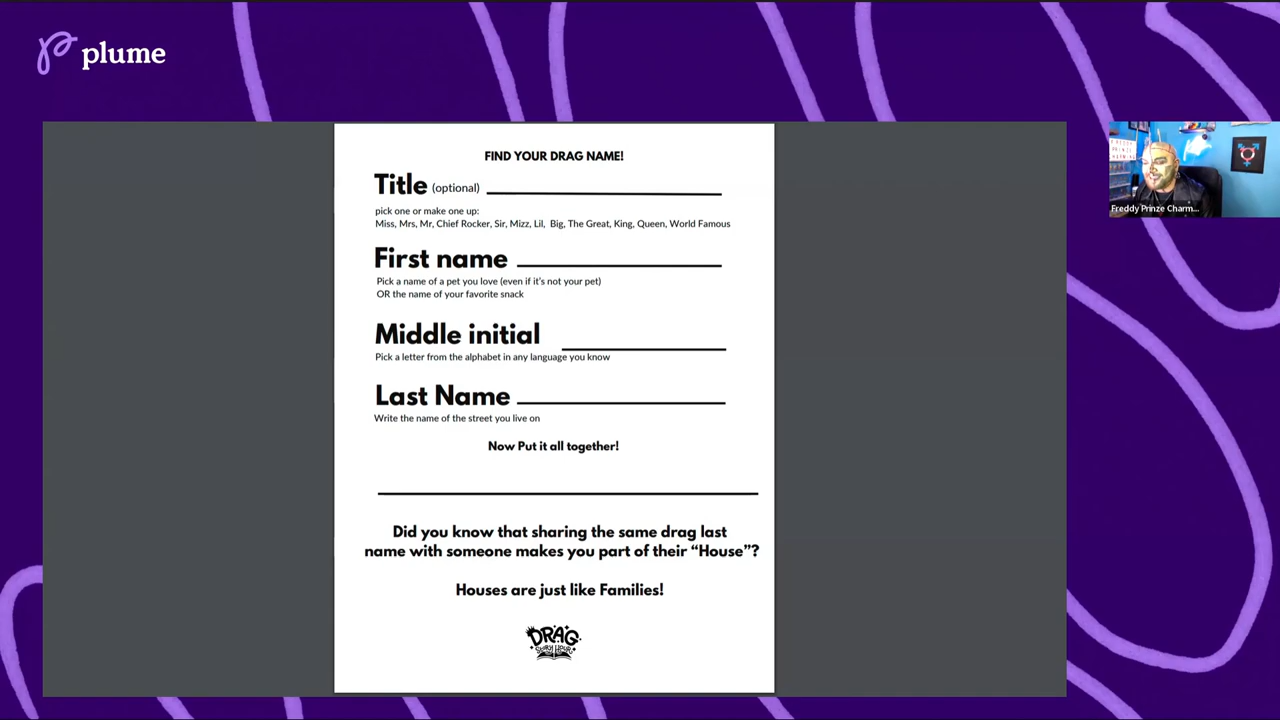 plume
FIND YOUR DRAG NAME!
Title (optional)
pick one or make one up:
Miss, Mrs, Mr, Chief Rocker, Sir, Mizz, Lil,  Big, The Great, King, Queen, World Famous
First name
Pick a name of a pet you love (even if it's not your pet)
OR the name of your favorite snack
Middle initial
Pick a letter from the alphabet in any language you know
Last Name
Write the name of the street you live on
Now Put it all together!
Did you know that sharing the same drag last
name with someone makes you part of their “House”?
Houses are just like Families!
DRAG
Story Hour
Freddy Prinze Charm...